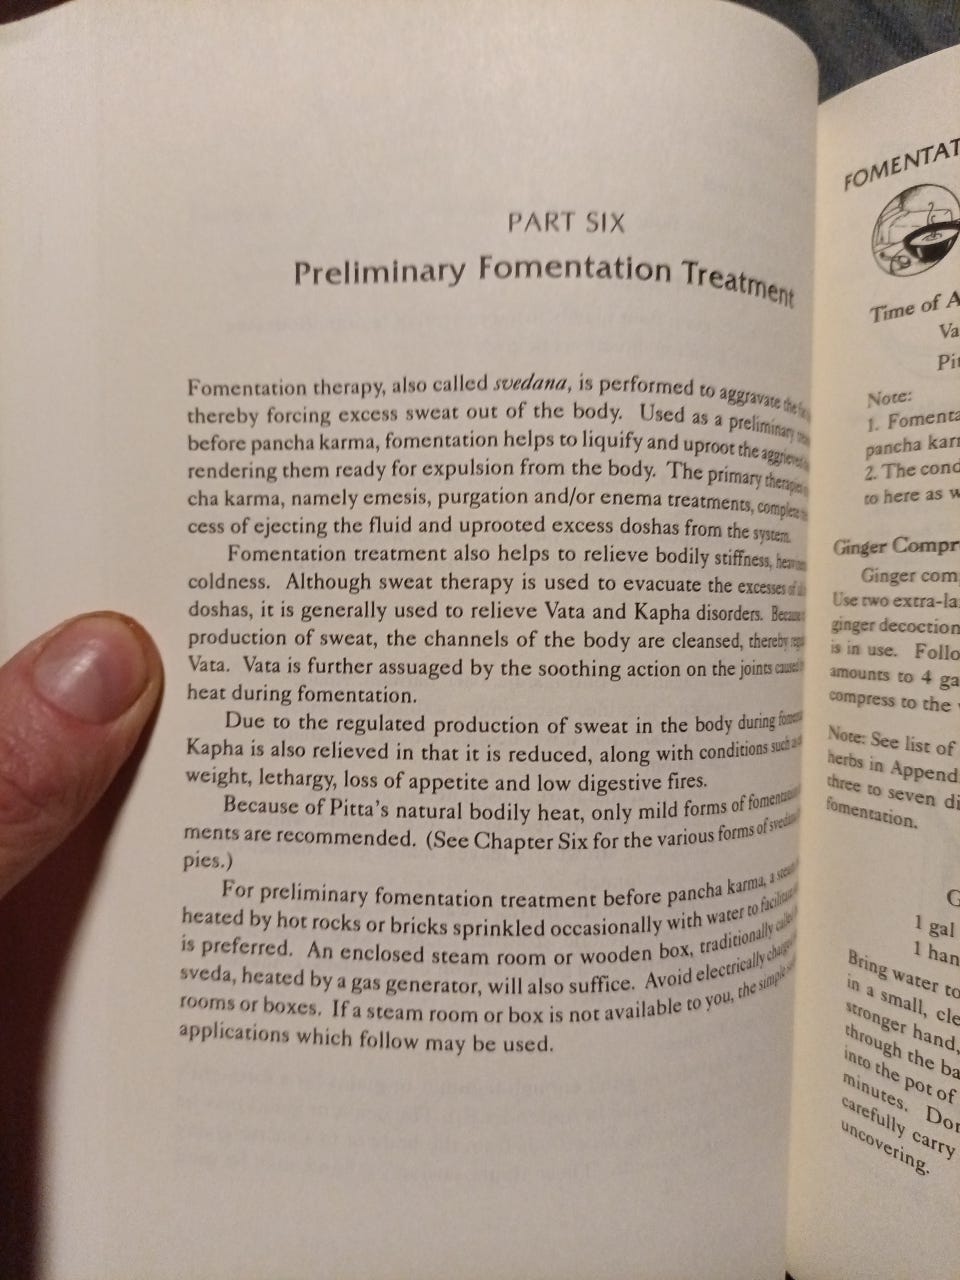 PART SIX
Preliminary Fomentation Treatment
Fomentation therapy, also called svedana, is performed to aggravate the
thereby forcing excess sweat out of the body. Used as a preliminary
before pancha karma, fomentation helps to liquify and uproot the
rendering them ready for expulsion from the body. The primary therapies
cha karma, namely emesis, purgation and/or enema treatments, complete
cess of ejecting the fluid and uprooted excess doshas from the system.
Fomentation treatment also helps to relieve bodily stiffness,
coldness. Although sweat therapy is used to evacuate the excesses of
doshas, it is generally used to relieve Vata and Kapha disorders. Because
production of sweat, the channels of the body are cleansed, thereby
Vata. Vata is further assuaged by the soothing action on the joints caused
heat during fomentation.
Due to the regulated production of sweat in the body during
Kapha is also relieved in that it is reduced, along with conditions such as
weight, lethargy, loss of appetite and low digestive fires.
Because of Pitta's natural bodily heat, only mild forms of fomentation
ments are recommended. (See Chapter Six for the various forms of
pies.)
For preliminary fomentation treatment before pancha karma, a
heated by hot rocks or bricks sprinkled occasionally with water to facilitate
is preferred. An enclosed steam room or wooden box, traditionally called
sveda, heated by a gas generator, will also suffice. Avoid electrically charged
rooms or boxes. If a steam room or box is not available to you, the simple
applications which follow may be used.
FOMENTAT
Time of A
Va
Pit
Note:
1. Fomenta
pancha kar
2. The cond
to here as w
Ginger Compr
Ginger com
Use two extra-la
ginger decoction
is in use. Follo
amounts to 4 ga
compress to the
Note: See list of
herbs in Append
three to seven di
fomentation.
G
1 gal
1 han
Bring water to
in a small, cle
stronger hand,
through the ba
into the pot of
minutes. Don
carefully carry
uncovering.